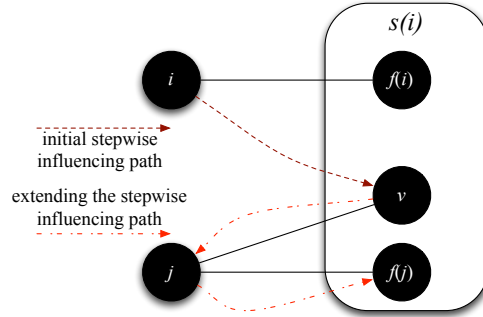 s(i)
i
f(i)
initial stepwise
influencing path
v
extending the stepwise
influencing path
j
f(j)